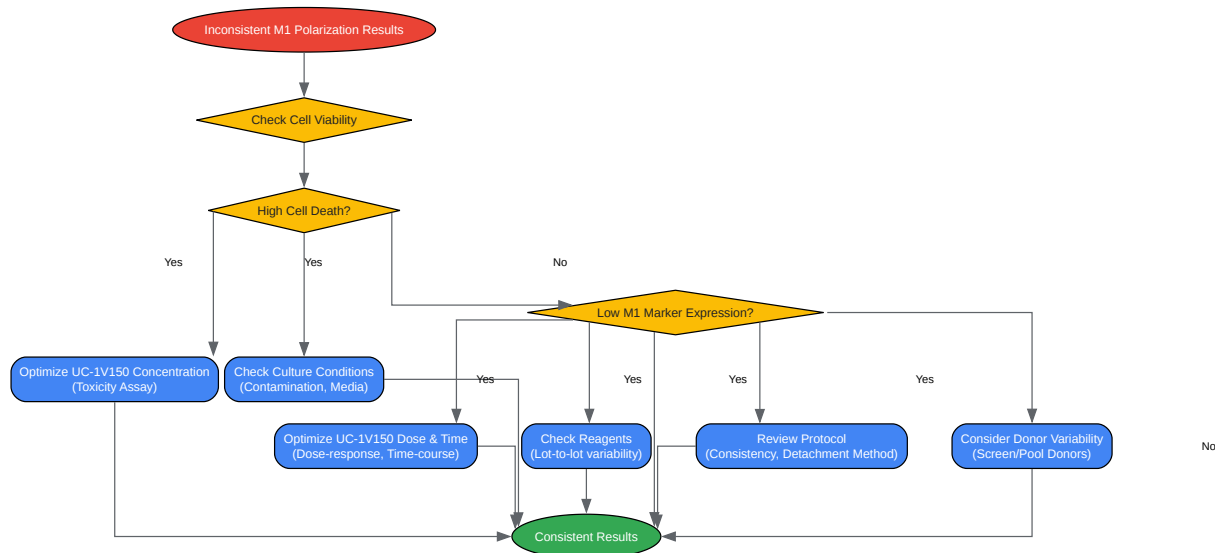 Inconsistent M1 Polarization Results
Check Cell Viability
High Cell Death?
Yes
Yes
No
Low M1 Marker Expression?
Optimize UC-1V150 Concentration
(Toxicity Assay)
Check Culture Conditions
(Contamination, Media)
Yes
Yes
Yes
Yes
Optimize UC-1V150 Dose & Time
(Dose-response, Time-course)
Check Reagents
(Lot-to-lot variability)
Review Protocol
(Consistency, Detachment Method)
Consider Donor Variability
(Screen/Pool Donors)
No
Consistent Results